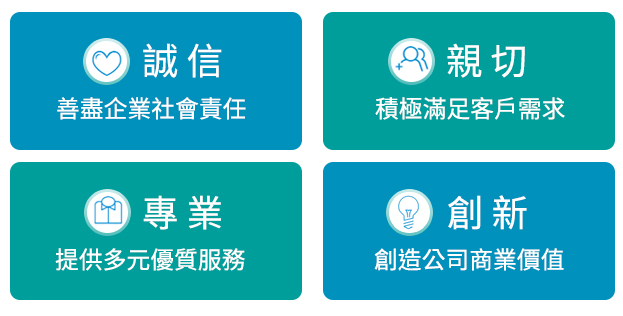 誠信
善盡企業社會責任
親切
積極滿足客戶需求
專業
提供多元優質服務
創新
創造公司商業價值